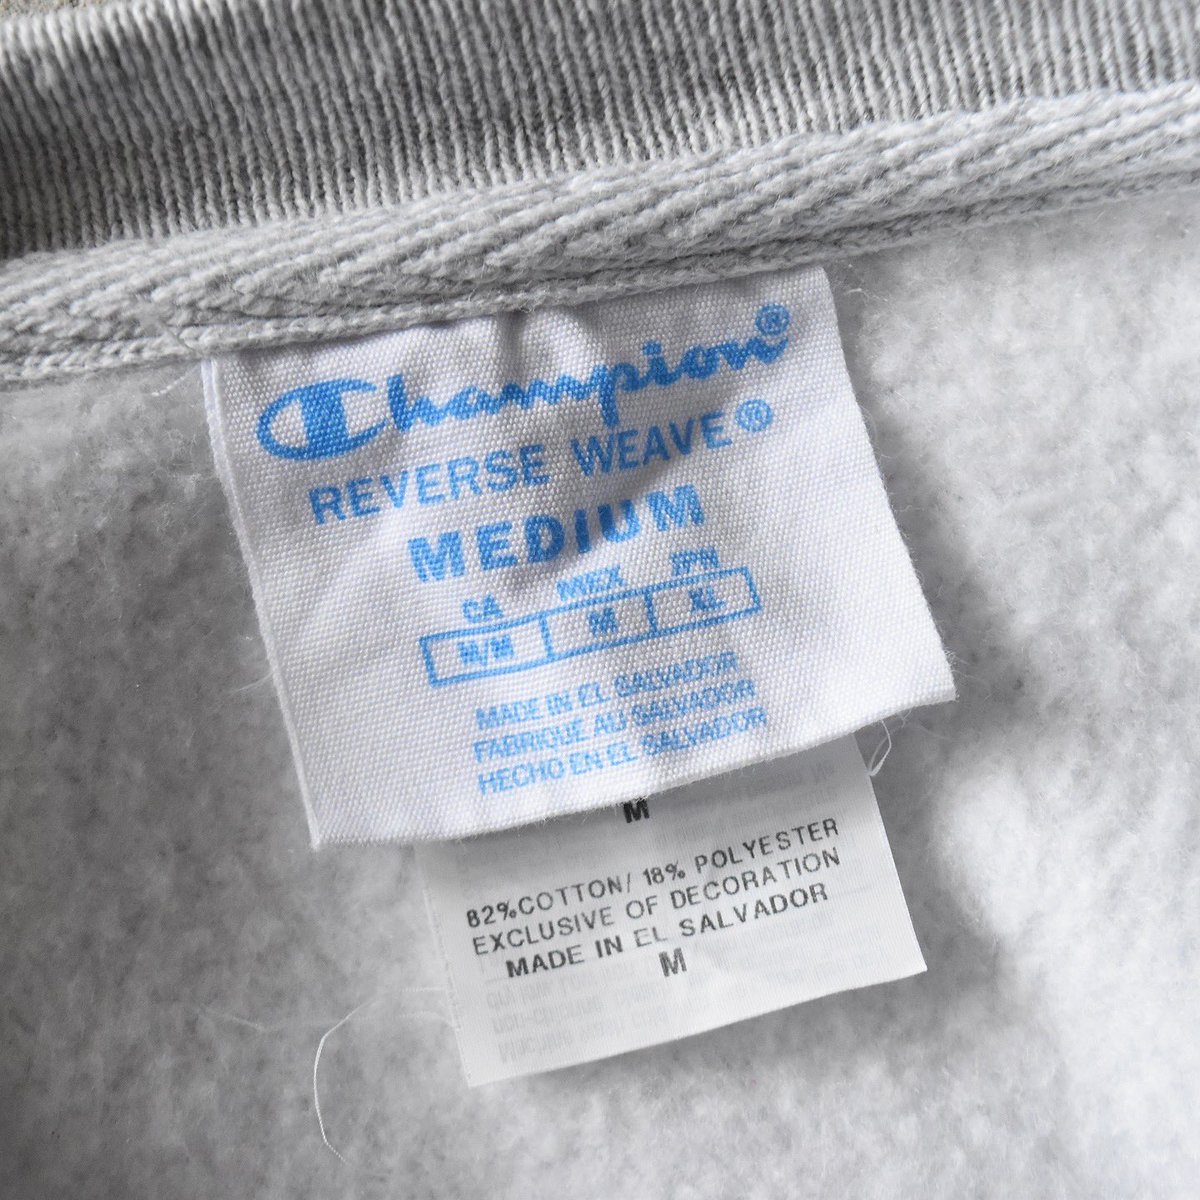 Champion®
REVERSE WEAVE®
MEDIUM
CA MEX JPN
M/M M XL
MADE IN EL SALVADOR
FABRIQUE AU SALVADOR
HECHO EN EL SALVADOR
M
82%COTTON/ 18% POLYESTER
EXCLUSIVE OF DECORATION
MADE IN EL SALVADOR
M